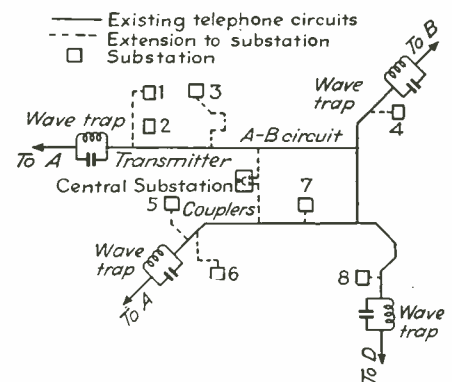 Existing telephone circuits
Extension to substation
Substation
To B
Wave
trap
1
3
2
4
Wave trap
A-B circuit
To A
Transmitter
Central Substation
7
5
Couplers
Wave
trap
6
8
To A
Wave
trap
To D